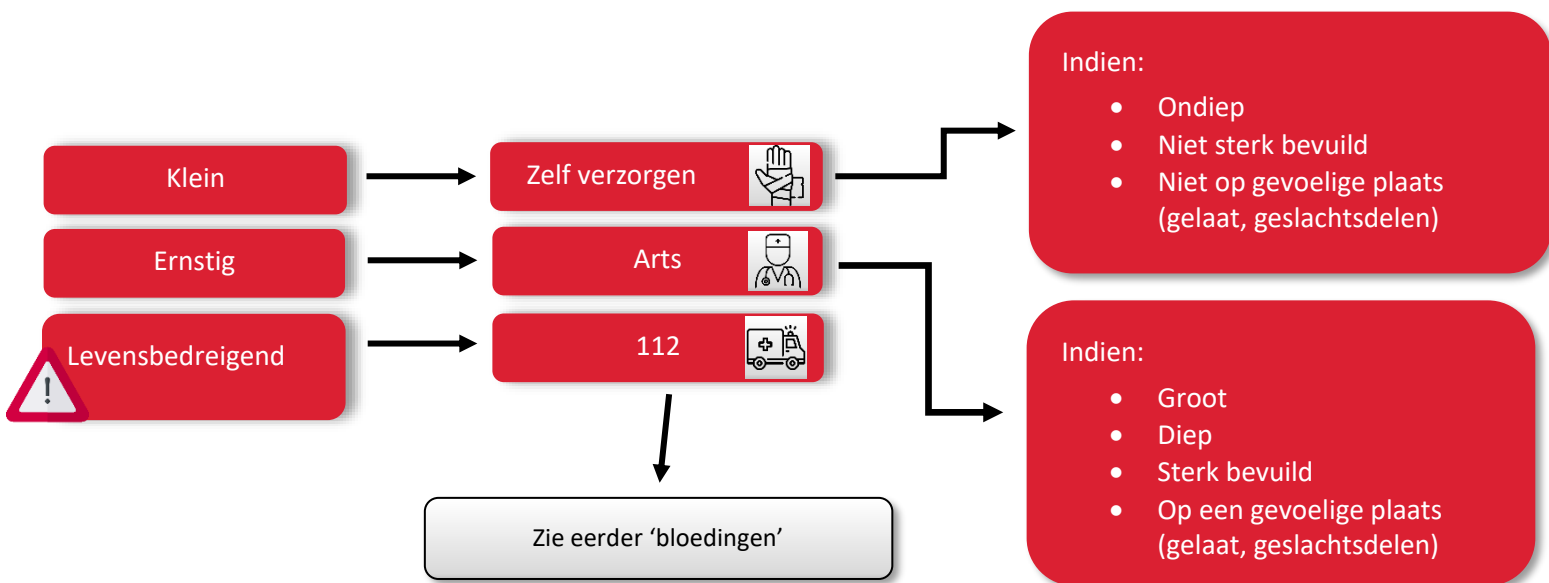 Klein
Zelf verzorgen
Indien:
• Ondiep
• Niet sterk bevuild
• Niet op gevoelige plaats
(gelaat, geslachtsdelen)
Ernstig
Arts
Indien:
• Groot
• Diep
• Sterk bevuild
• Op een gevoelige plaats
(gelaat, geslachtsdelen)
Levensbedreigend
!
112
Zie eerder ‘bloedingen’